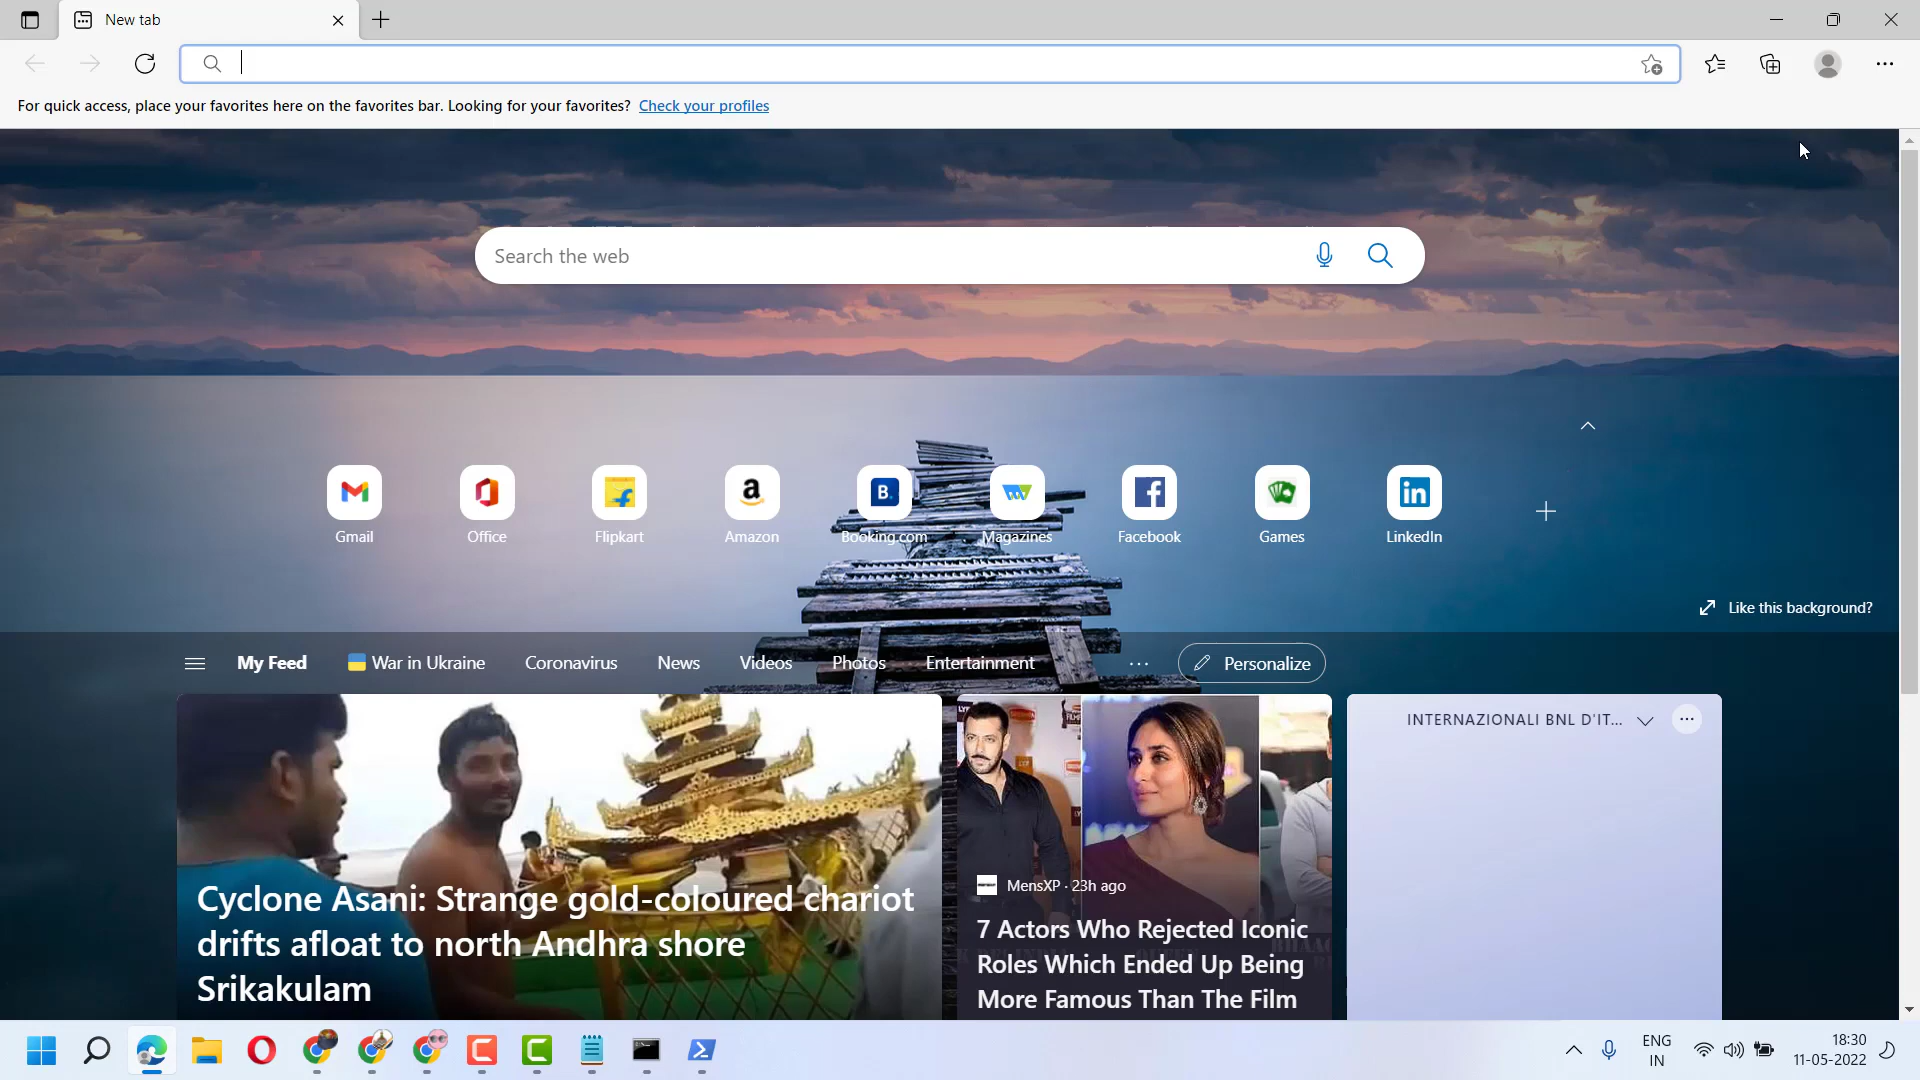 New tab
For quick access, place your favorites here on the favorites bar. Looking for your favorites? Check your profiles
Search the web
Gmail
Office
Flipkart
Amazon
Booking.com
Magazines
Facebook
Games
LinkedIn
Like this background?
My Feed
War in Ukraine
Coronavirus
News
Videos
Photos
Entertainment
Personalize
INTERNAZIONALI BNL D'IT...
Cyclone Asani: Strange gold-coloured chariot
drifts afloat to north Andhra shore
Srikakulam
MensXP · 23h ago
7 Actors Who Rejected Iconic
Roles Which Ended Up Being
More Famous Than The Film
ENG
IN
18:30
11-05-2022